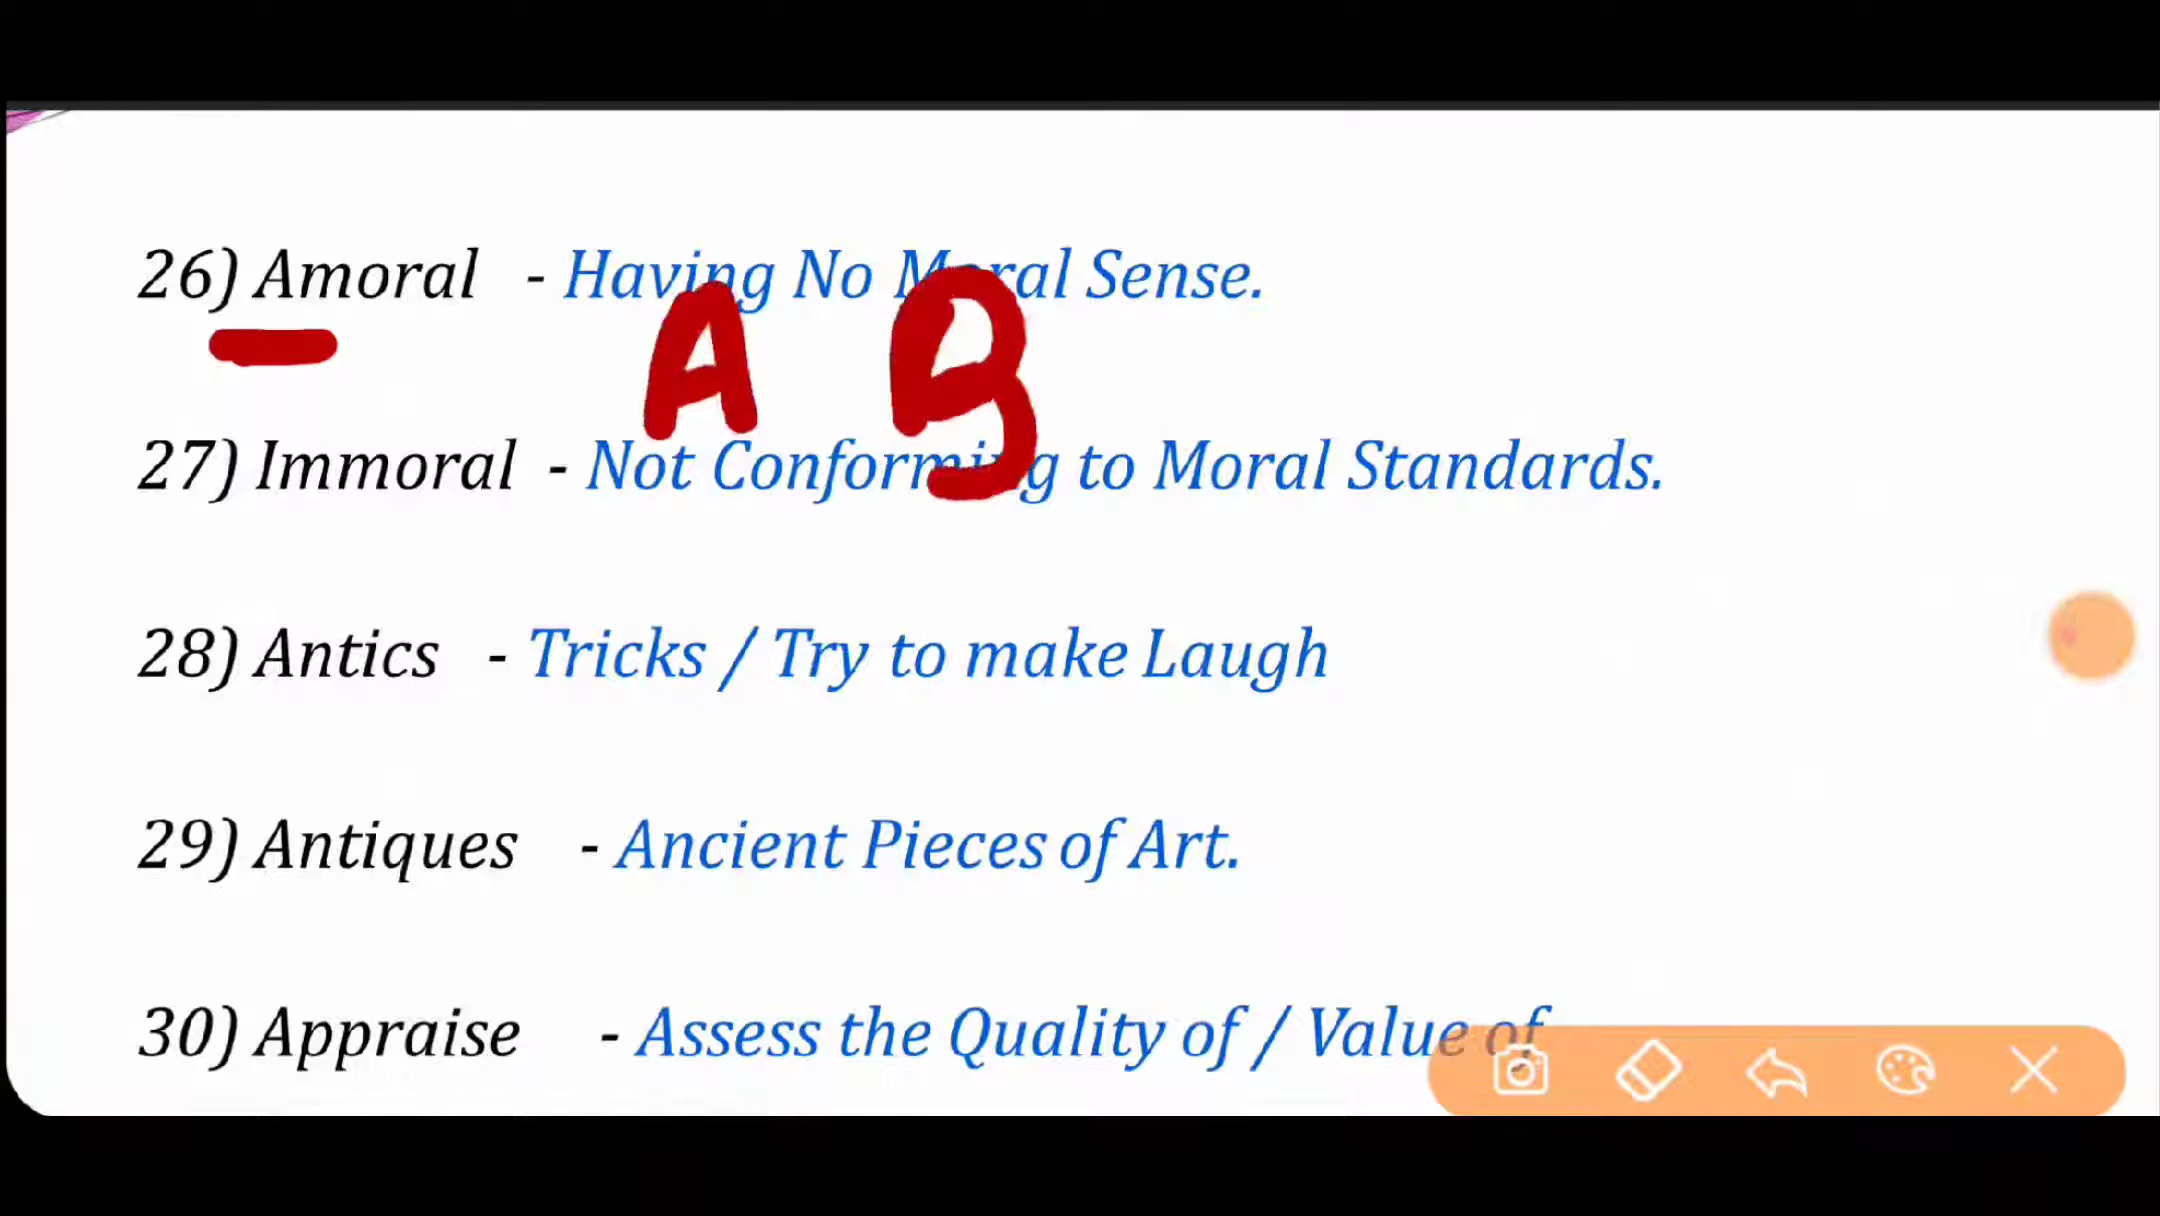 26) Amoral - Having No Moral Sense.
A B
27) Immoral - Not Conforming to Moral Standards.
28) Antics - Tricks / Try to make Laugh
29) Antiques - Ancient Pieces of Art.
30) Appraise - Assess the Quality of / Value of